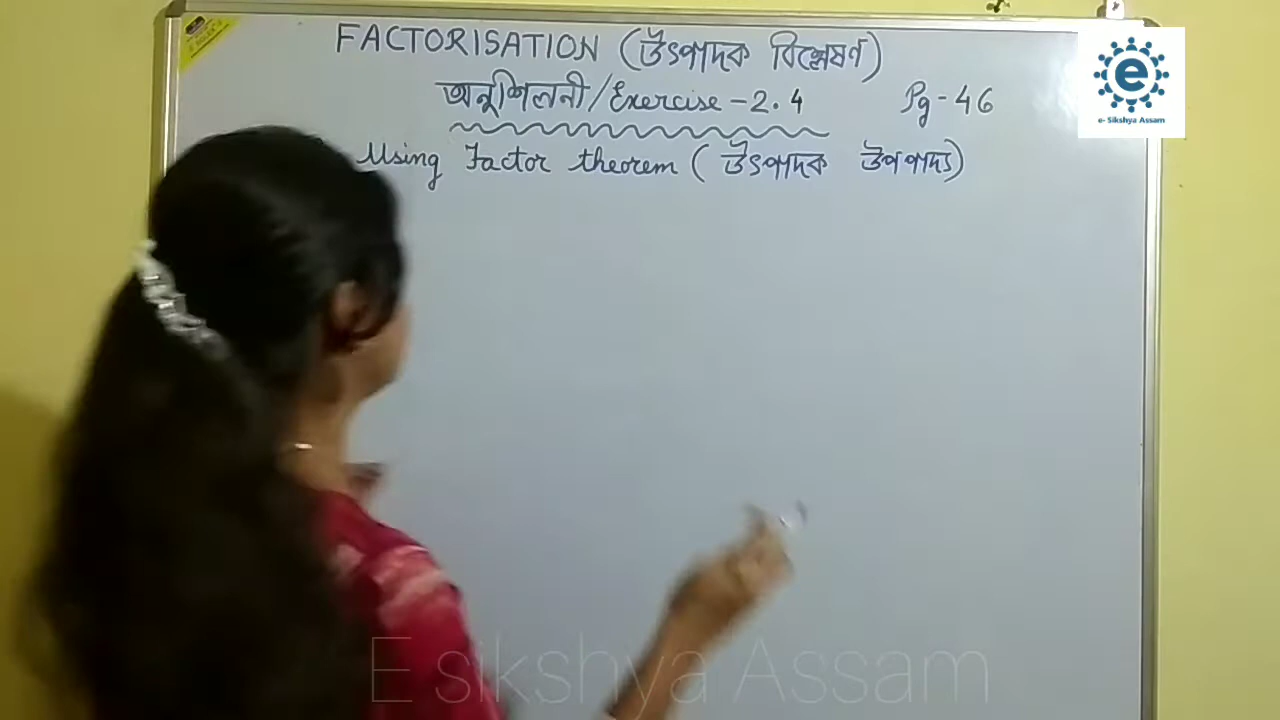 FACTORISATION (উৎপাদক বিশ্লেষণ)
অনুশিলনী/Exercise-2.4 Pg-46
Using Factor theorem (উৎপাদক উপপাদ্য)
e
e- Sikshya Assam
E sikshya Assam